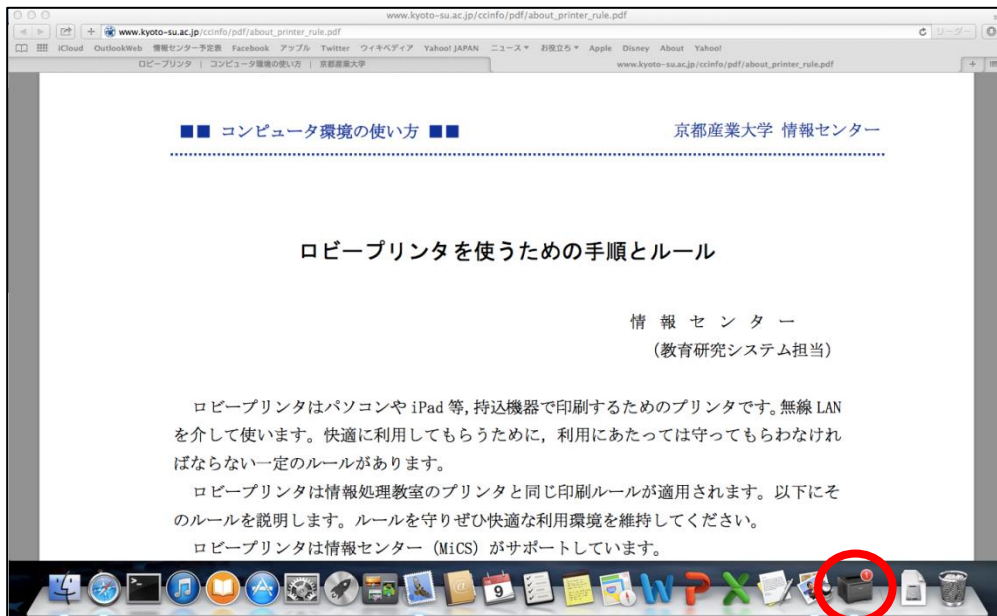 www.kyoto-su.ac.jp/ccinfo/pdf/about_printer_rule.pdf
www.kyoto-su.ac.jp/ccinfo/pdf/about_printer_rule.pdf リーダー
iCloud OutlookWeb 情報センター予定表 Facebook アップル Twitter ウィキペディア Yahoo! JAPAN ニュース お役立ち Apple Disney About Yahoo!
ロビープリンタ | コンピュータ環境の使い方 | 京都産業大学 www.kyoto-su.ac.jp/ccinfo/pdf/about_printer_rule.pdf
■■ コンピュータ環境の使い方 ■■ 京都産業大学 情報センター
ロビープリンタを使うための手順とルール
情 報 セ ン タ ー
(教育研究システム担当)
ロビープリンタはパソコンや iPad 等,持込機器で印刷するためのプリンタです。無線 LAN
を介して使います。快適に利用してもらうために，利用にあたっては守ってもらわなけれ
ばならない一定のルールがあります。
ロビープリンタは情報処理教室のプリンタと同じ印刷ルールが適用されます。以下にそ
のルールを説明します。ルールを守りぜひ快適な利用環境を維持してください。
ロビープリンタは情報センター (MiCS) がサポートしています。
9
W P X
1